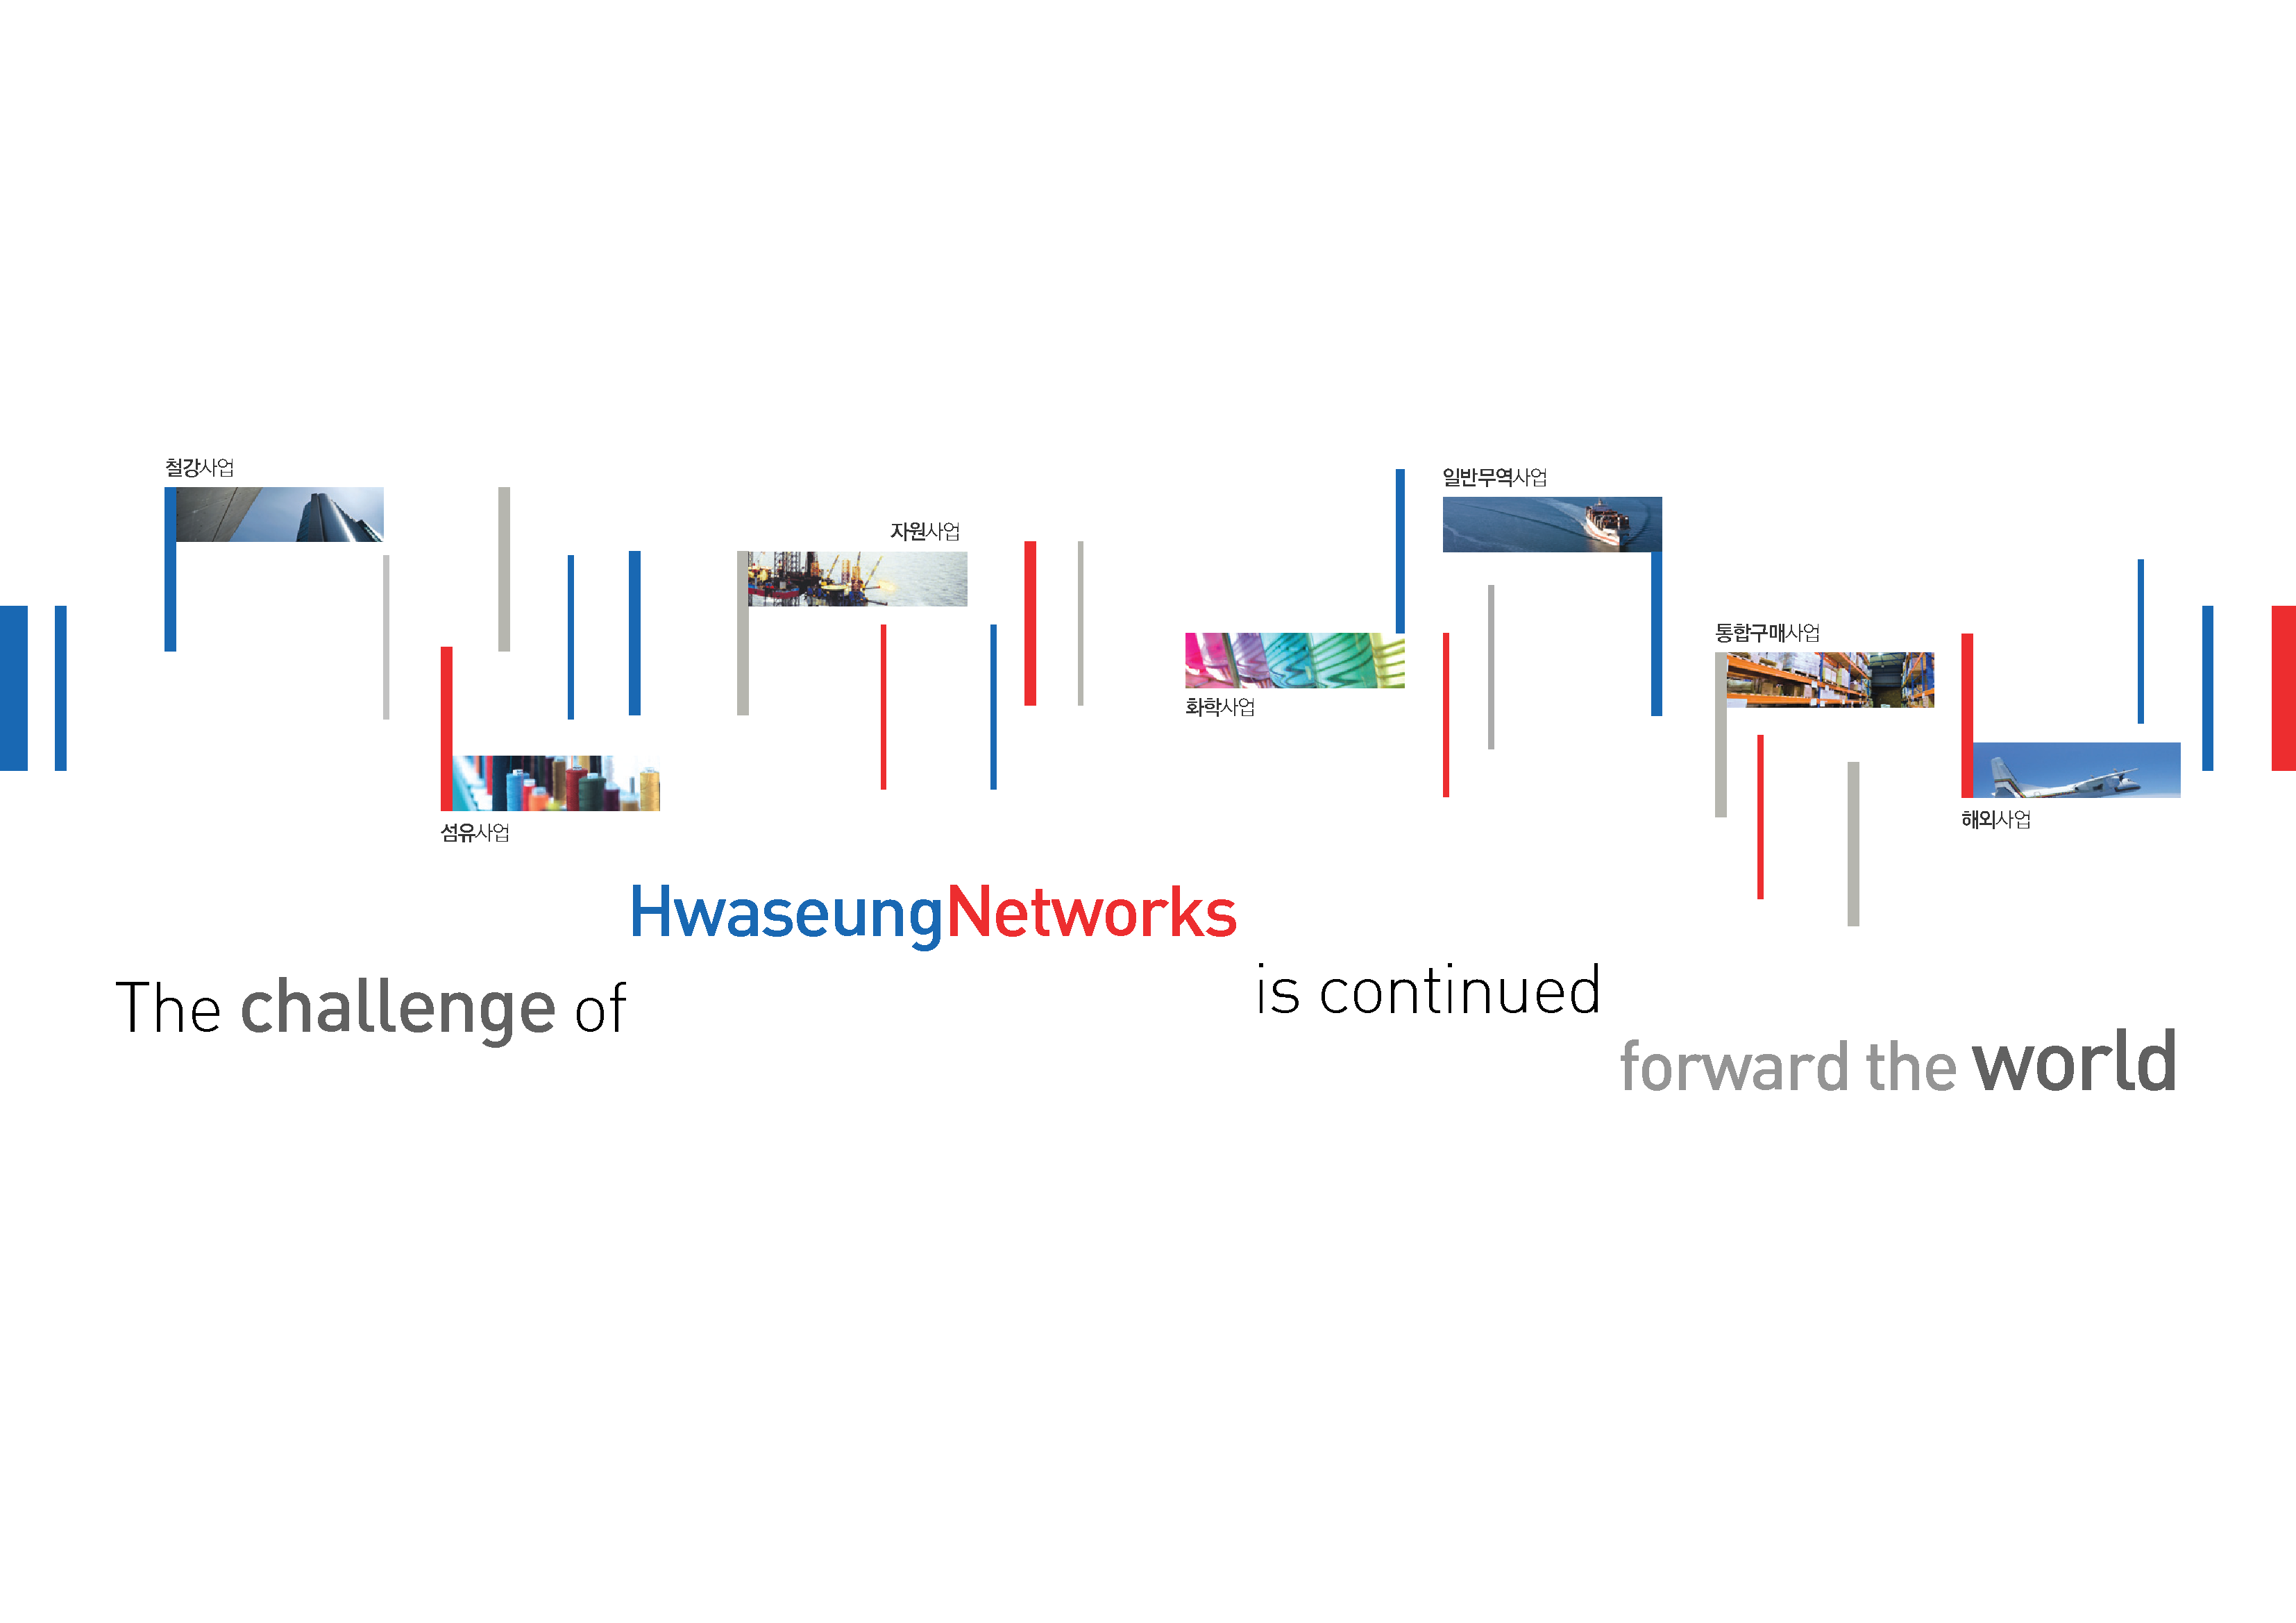 철강사업
일반무역사업
자원사업
통합구매사업
화학사업
해외사업
섬유사업
HwaseungNetworks
The challenge of
is continued
forward the world